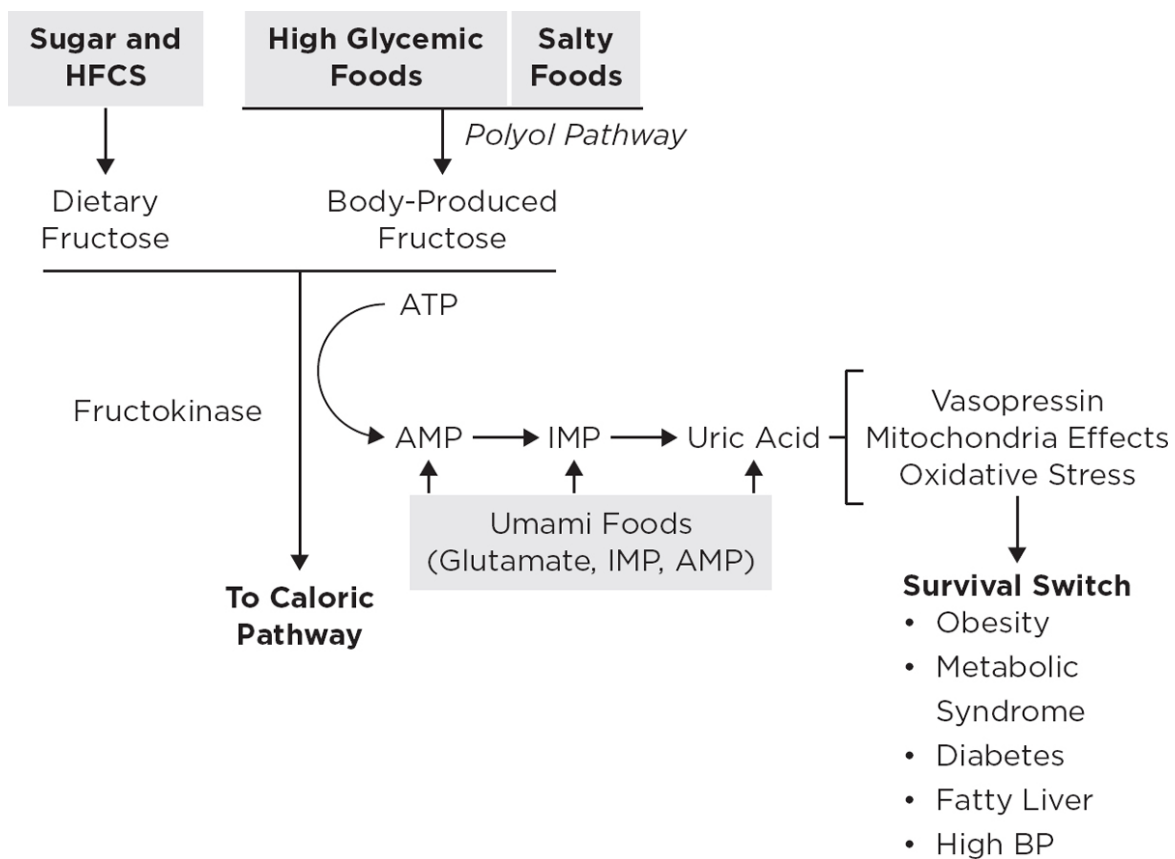 Sugar and
HFCS
High Glycemic
Foods
Salty
Foods
Polyol Pathway
Dietary
Fructose
Body-Produced
Fructose
ATP
Fructokinase
AMP
IMP
Uric Acid
Vasopressin
Mitochondria Effects
Oxidative Stress
Umami Foods
(Glutamate, IMP, AMP)
To Caloric
Pathway
Survival Switch
• Obesity
• Metabolic
Syndrome
• Diabetes
• Fatty Liver
• High BP